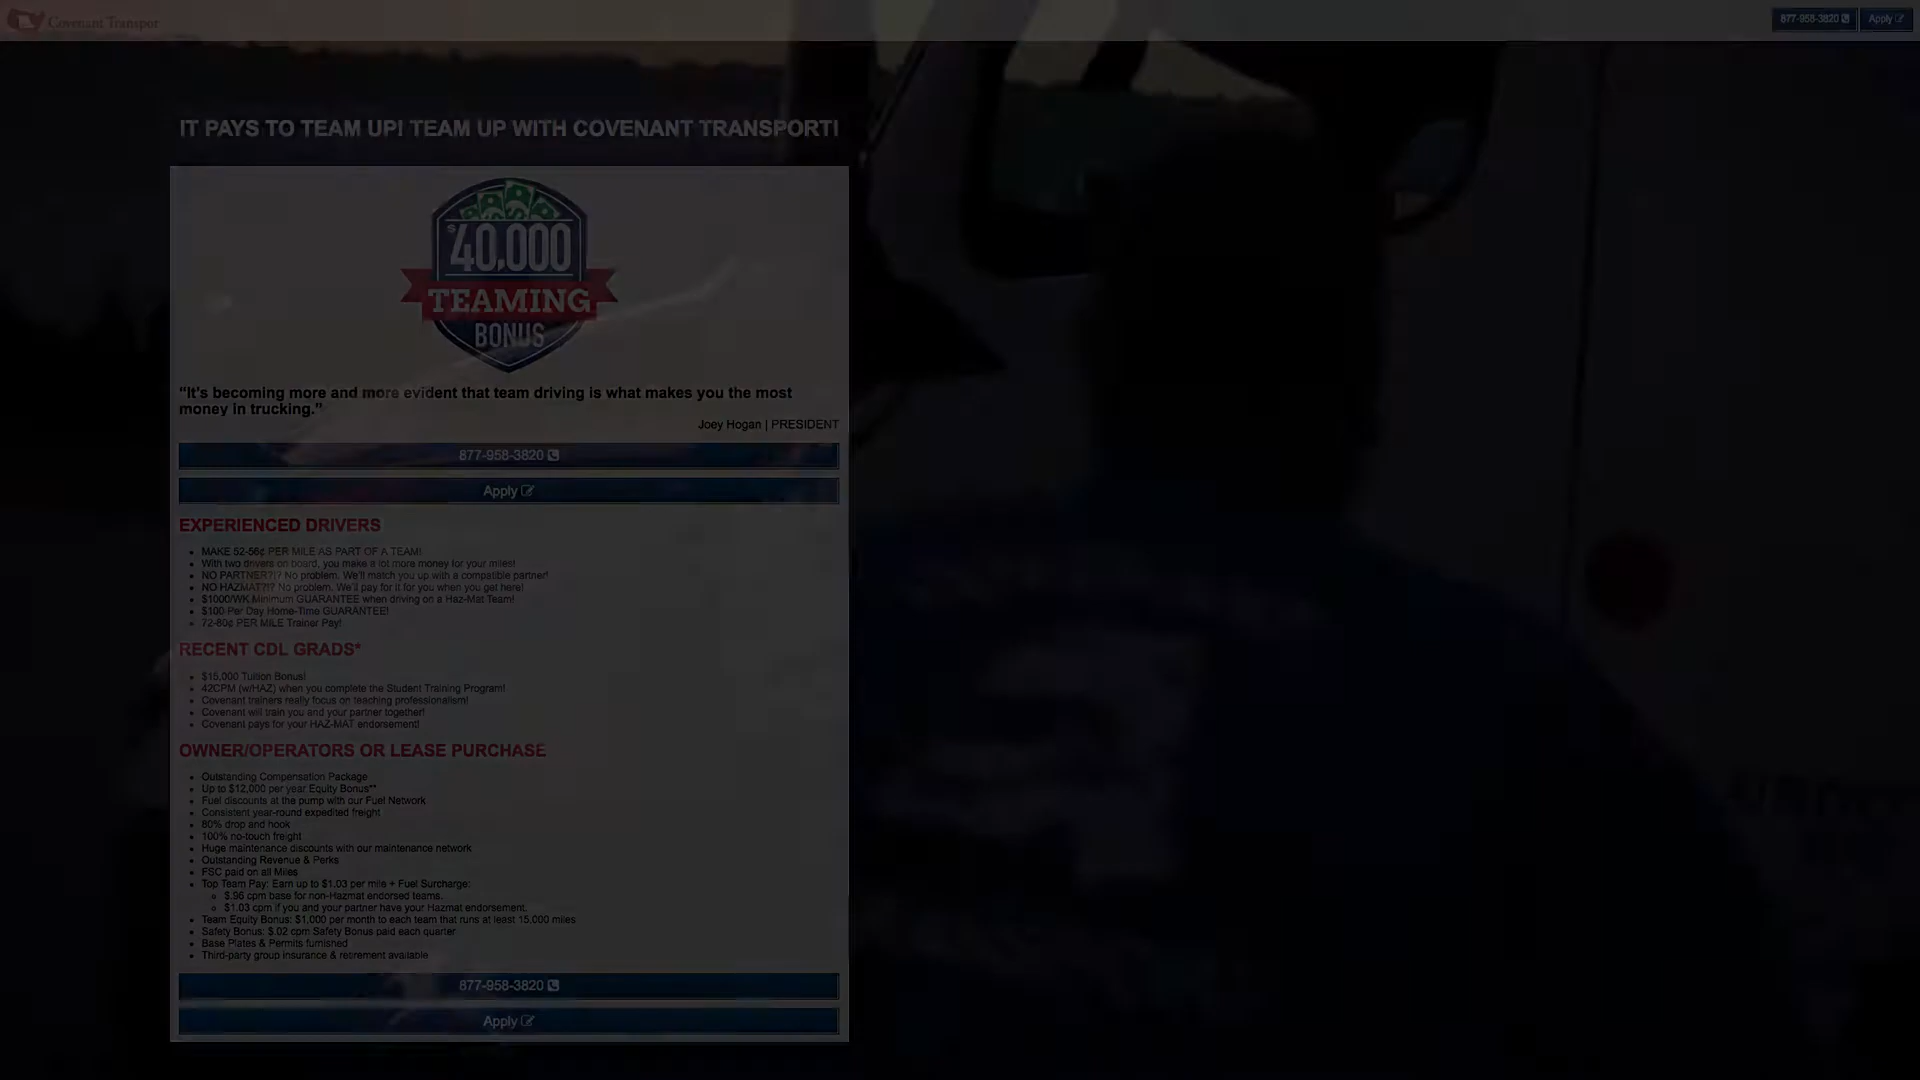 Covenant Transpor
877-958-3820
Apply
IT PAYS TO TEAM UP! TEAM UP WITH COVENANT TRANSPORT!
$40,000
TEAMING
BONUS
“It's becoming more and more evident that team driving is what makes you the most
money in trucking.”
Joey Hogan | PRESIDENT
877-958-3820
Apply
EXPERIENCED DRIVERS
MAKE 52-56¢ PER MILE AS PART OF A TEAM!
With two drivers on board, you make a lot more money for your miles!
NO PARTNER?!? No problem. We'll match you up with a compatible partner!
NO HAZMAT?!? No problem. We'll pay for it for you when you get here!
$1000/WK Minimum GUARANTEE when driving on a Haz-Mat Team!
$100 Per Day Home-Time GUARANTEE!
72-80¢ PER MILE Trainer Pay!
RECENT CDL GRADS*
$15,000 Tuition Bonus!
42CPM (w/HAZ) when you complete the Student Training Program!
Covenant trainers really focus on teaching professionalism!
Covenant will train you and your partner together!
Covenant pays for your HAZ-MAT endorsement!
OWNER/OPERATORS OR LEASE PURCHASE
Outstanding Compensation Package
Up to $12,000 per year Equity Bonus**
Fuel discounts at the pump with our Fuel Network
Consistent year-round expedited freight
80% drop and hook
100% no-touch freight
Huge maintenance discounts with our maintenance network
Outstanding Revenue & Perks
FSC paid on all Miles
Top Team Pay: Earn up to $1.03 per mile + Fuel Surcharge:
$.96 cpm base for non-Hazmat endorsed teams.
$1.03 cpm if you and your partner have your Hazmat endorsement.
Team Equity Bonus: $1,000 per month to each team that runs at least 15,000 miles
Safety Bonus: $.02 cpm Safety Bonus paid each quarter
Base Plates & Permits furnished
Third-party group insurance & retirement available
877-958-3820
Apply